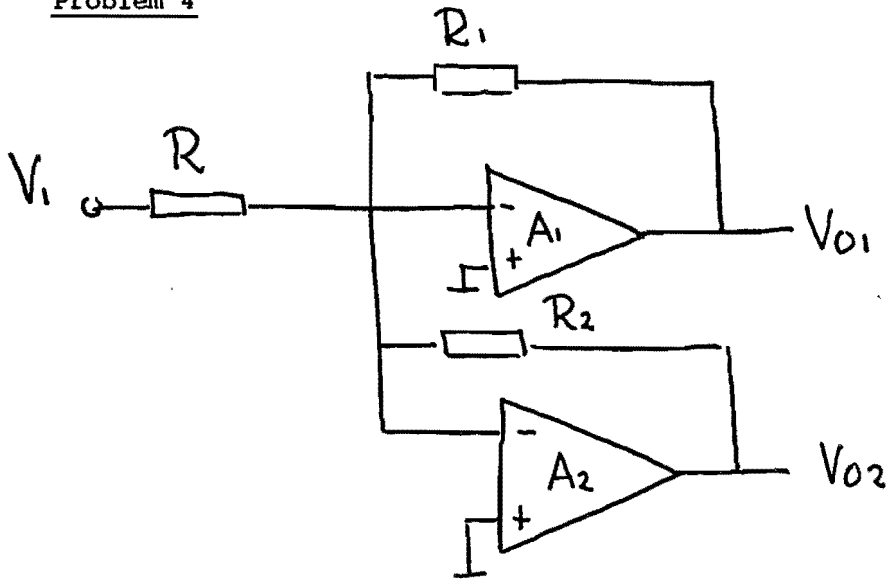 Problem 4
R₁
R
V₁
-
A₁
+
V₀₁
R₂
-
A₂
+
V₀₂